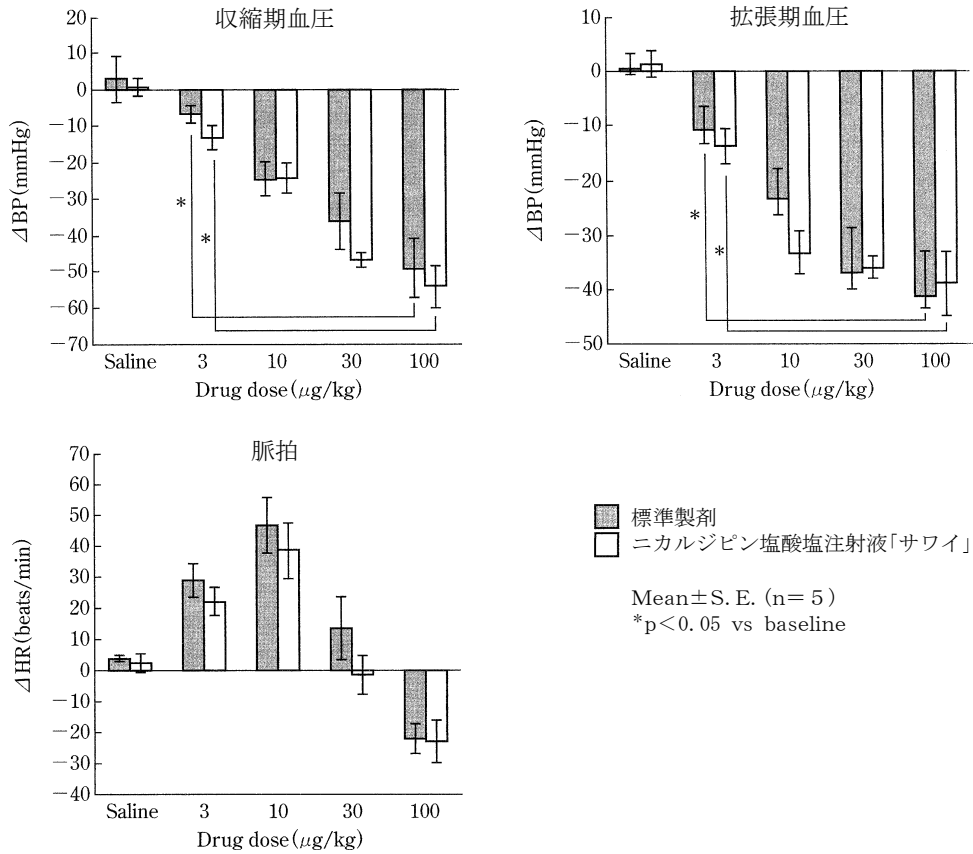 収縮期血圧
20
10
0
−10
−20
−30
−40
−50
−60
−70
ΔBP(mmHg)
*
*
Saline 3 10 30 100
Drug dose(μg/kg)
拡張期血圧
10
0
−10
−20
−30
−40
−50
ΔBP(mmHg)
*
*
Saline 3 10 30 100
Drug dose(μg/kg)
脈拍
70
60
50
40
30
20
10
0
−10
−20
−30
−40
ΔHR(beats/min)
Saline 3 10 30 100
Drug dose(μg/kg)
標準製剤
ニカルジピン塩酸塩注射液「サワイ」
Mean±S.E.(n=5)
*p<0.05 vs baseline